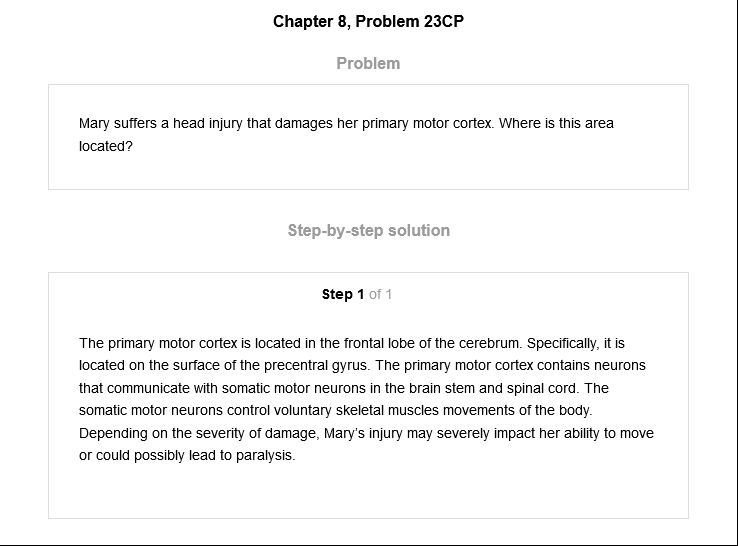 Chapter 8, Problem 23CP
Problem
Mary suffers a head injury that damages her primary motor cortex. Where is this area
located?
Step-by-step solution
Step 1 of 1
The primary motor cortex is located in the frontal lobe of the cerebrum. Specifically, it is
located on the surface of the precentral gyrus. The primary motor cortex contains neurons
that communicate with somatic motor neurons in the brain stem and spinal cord. The
somatic motor neurons control voluntary skeletal muscles movements of the body.
Depending on the severity of damage, Mary’s injury may severely impact her ability to move
or could possibly lead to paralysis.